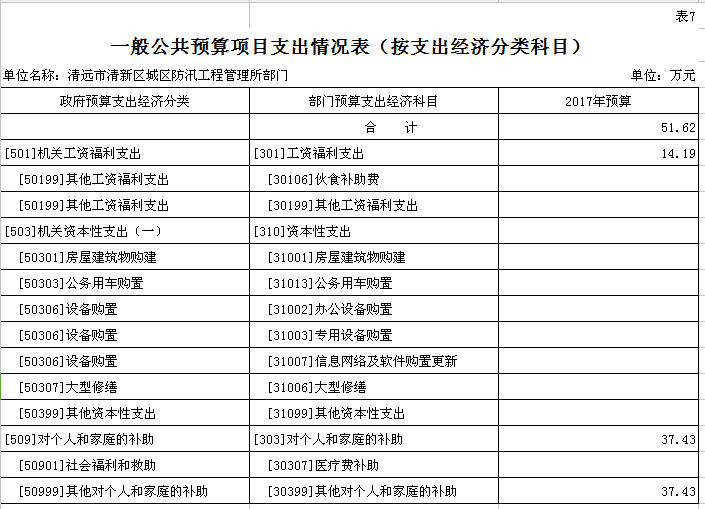 表7
一般公共预算项目支出情况表（按支出经济分类科目）
单位名称：清远市清新区城区防汛工程管理所部门 单位：万元
政府预算支出经济分类 部门预算支出经济科目 2017年预算
合 计 51.62
[501]机关工资福利支出 [301]工资福利支出 14.19
[50199]其他工资福利支出 [30106]伙食补助费
[50199]其他工资福利支出 [30199]其他工资福利支出
[503]机关资本性支出（一） [310]资本性支出
[50301]房屋建筑物购建 [31001]房屋建筑物购建
[50303]公务用车购置 [31013]公务用车购置
[50306]设备购置 [31002]办公设备购置
[50306]设备购置 [31003]专用设备购置
[50306]设备购置 [31007]信息网络及软件购置更新
[50307]大型修缮 [31006]大型修缮
[50399]其他资本性支出 [31099]其他资本性支出
[509]对个人和家庭的补助 [303]对个人和家庭的补助 37.43
[50901]社会福利和救助 [30307]医疗费补助
[50999]其他对个人和家庭的补助 [30399]其他对个人和家庭的补助 37.43